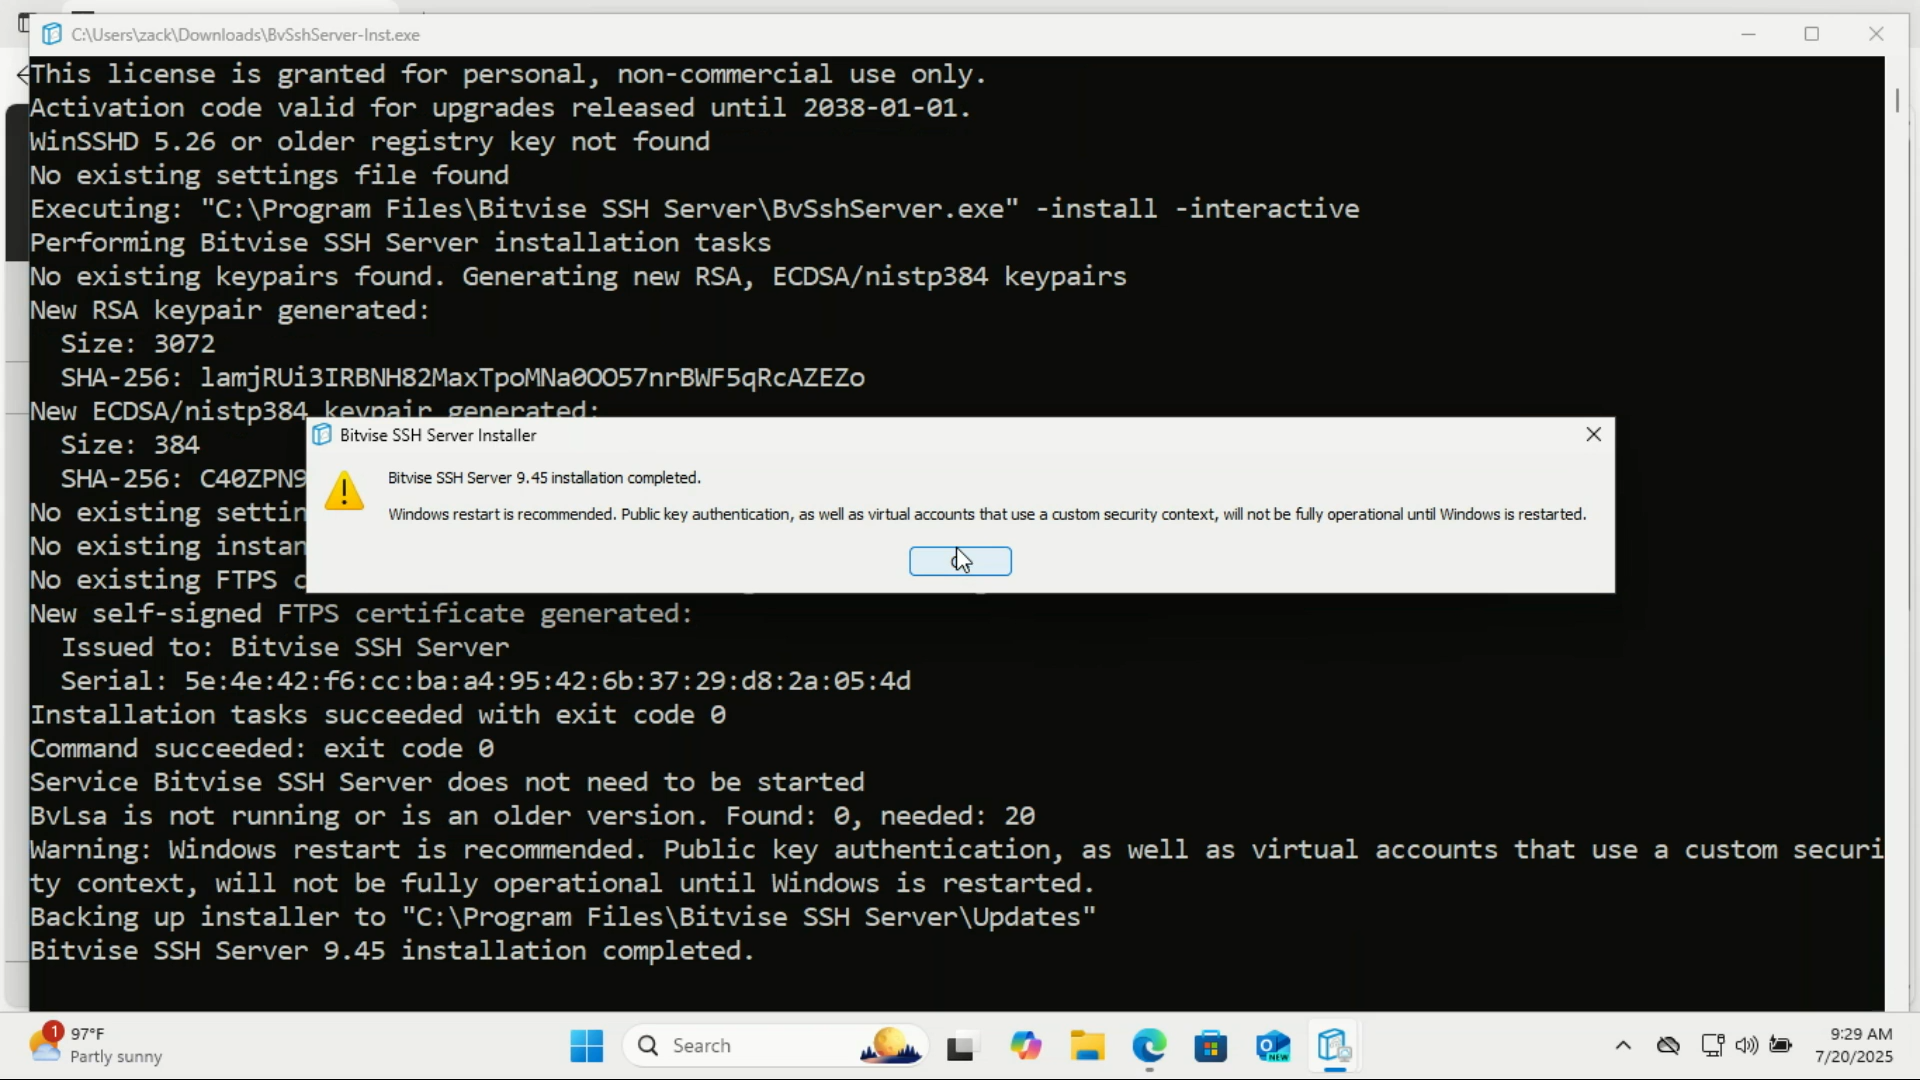 C:\Users\zack\Downloads\BvSshServer-Inst.exe
This license is granted for personal, non-commercial use only.
Activation code valid for upgrades released until 2038-01-01.
WinSSHD 5.26 or older registry key not found
No existing settings file found
Executing: "C:\Program Files\Bitvise SSH Server\BvSshServer.exe" -install -interactive
Performing Bitvise SSH Server installation tasks
No existing keypairs found. Generating new RSA, ECDSA/nistp384 keypairs
New RSA keypair generated:
Size: 3072
SHA-256: lamjRUi3IRBNH82MaxTpoMNa0OO57nrBWF5qRcAZEZo
New ECDSA/nistp384 keypair generated:
Size: 384
SHA-256: C40ZPN9
No existing settin
No existing instan
No existing FTPS c
Bitvise SSH Server Installer
Bitvise SSH Server 9.45 installation completed.
Windows restart is recommended. Public key authentication, as well as virtual accounts that use a custom security context, will not be fully operational until Windows is restarted.
New self-signed FTPS certificate generated:
Issued to: Bitvise SSH Server
Serial: 5e:4e:42:f6:cc:ba:a4:95:42:6b:37:29:d8:2a:05:4d
Installation tasks succeeded with exit code 0
Command succeeded: exit code 0
Service Bitvise SSH Server does not need to be started
BvLsa is not running or is an older version. Found: 0, needed: 20
Warning: Windows restart is recommended. Public key authentication, as well as virtual accounts that use a custom securi
ty context, will not be fully operational until Windows is restarted.
Backing up installer to "C:\Program Files\Bitvise SSH Server\Updates"
Bitvise SSH Server 9.45 installation completed.
1
97°F
Partly sunny
Search
NEW
9:29 AM
7/20/2025